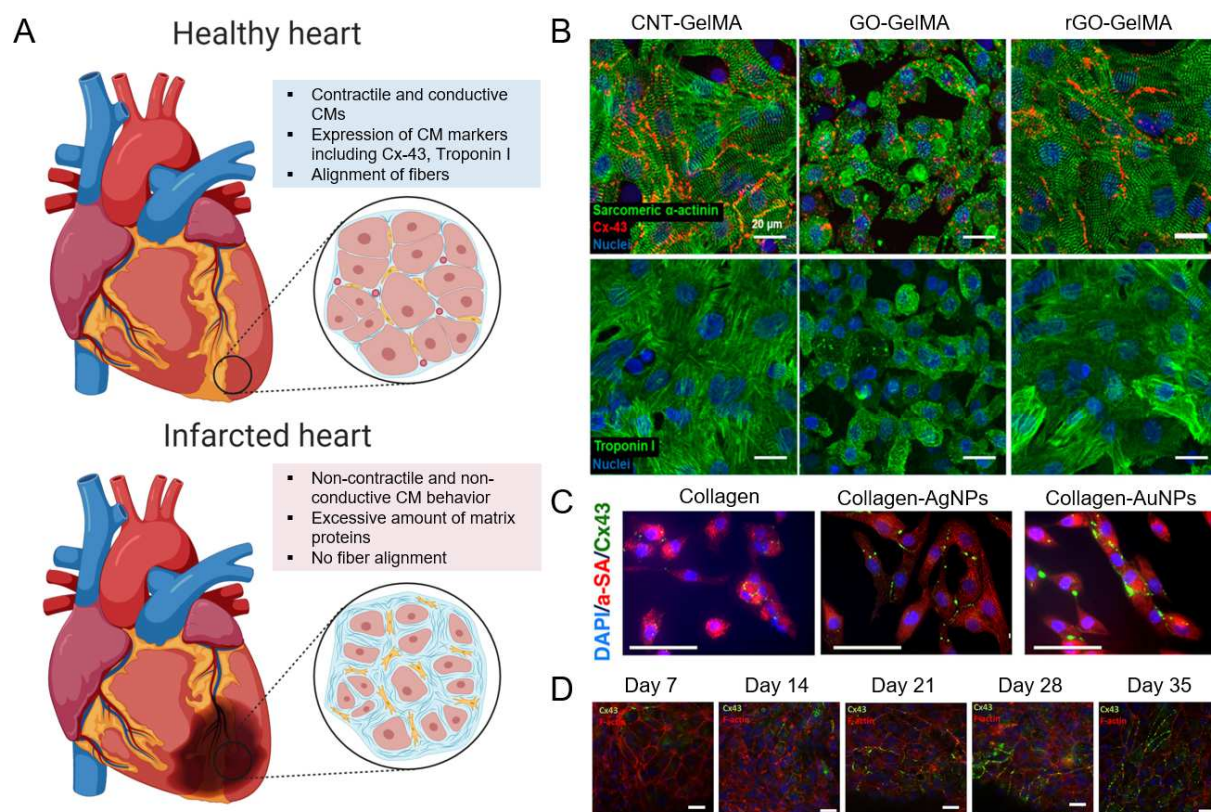 A
Healthy heart
▪ Contractile and conductive
CMs
▪ Expression of CM markers
including Cx-43, Troponin I
▪ Alignment of fibers
Infarcted heart
▪ Non-contractile and non-
conductive CM behavior
▪ Excessive amount of matrix
proteins
▪ No fiber alignment
B
CNT-GelMA
GO-GelMA
rGO-GelMA
Sarcomeric α-actinin
Cx-43
Nuclei
20 µm
Troponin I
Nuclei
C
Collagen
Collagen-AgNPs
Collagen-AuNPs
DAPI/a-SA/Cx43
D
Day 7
Day 14
Day 21
Day 28
Day 35
Cx43
F-actin
Cx43
F-actin
Cx43
F-actin
Cx43
F-actin
Cx43
F-actin